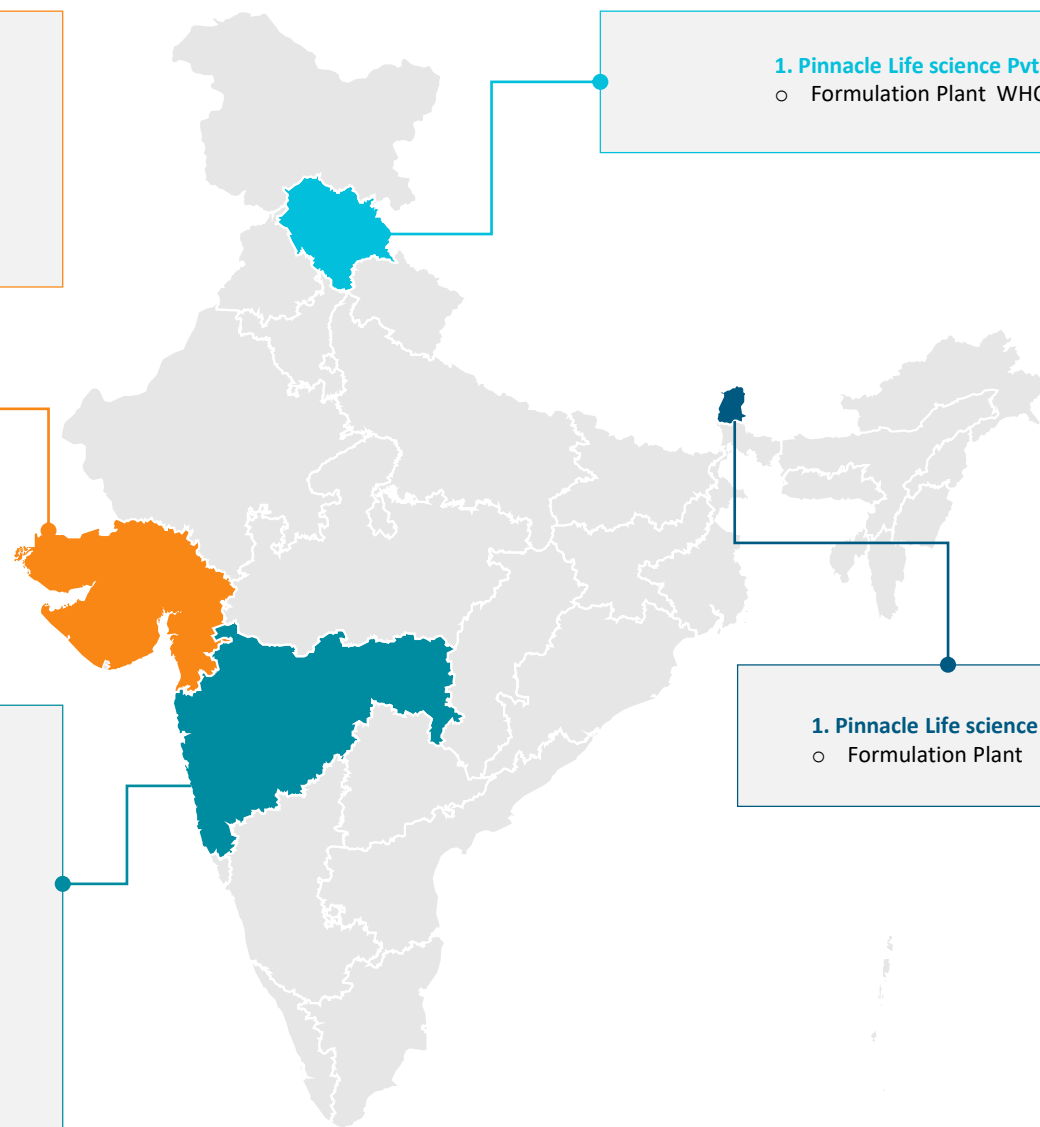 1. Pinnacle Life science Pvt
o Formulation Plant WHO
1. Pinnacle Life science
o Formulation Plant